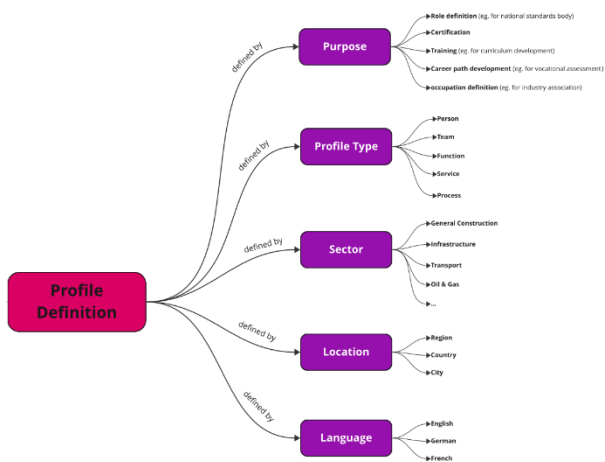 Profile
Definition
defined by
Purpose
Role definition (eg. for national standards body)
Certification
Training (eg. for curriculum development)
Career path development (eg. for vacational assessment)
occupation definition (eg. for industry association)
defined by
Profile Type
Person
Team
Function
Service
Process
defined by
Sector
General Construction
Infrastructure
Transport
Oil & Gas
...
defined by
Location
Region
Country
City
defined by
Language
English
German
French